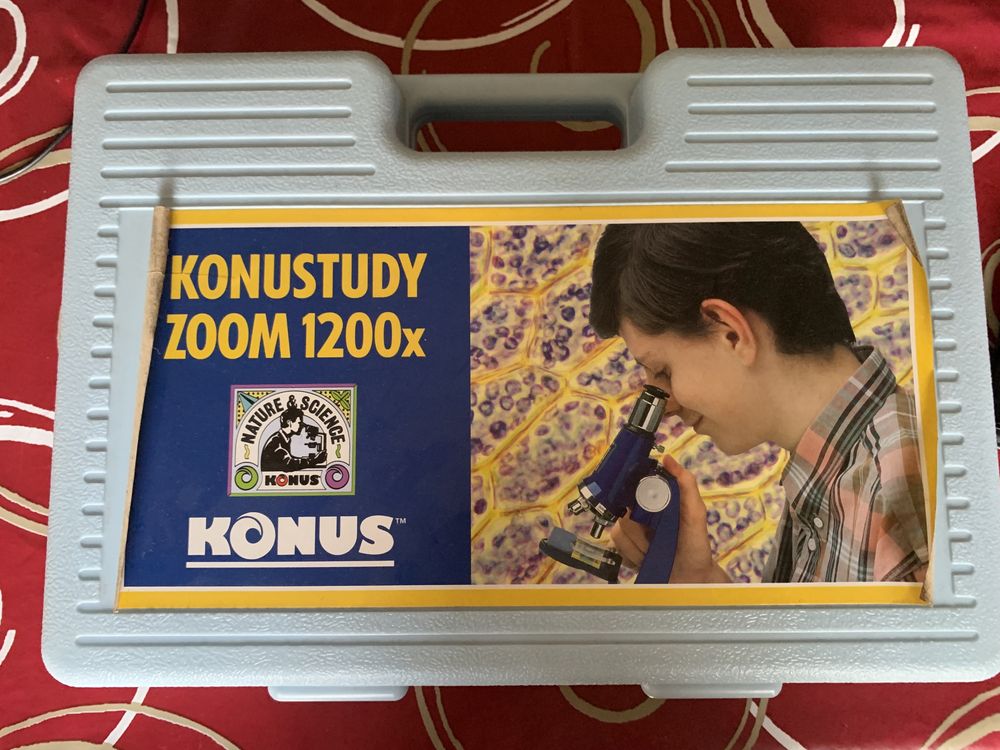 KONUSTUDY
ZOOM 1200x
NATURE & SCIENCE
KONUS
KONUS™